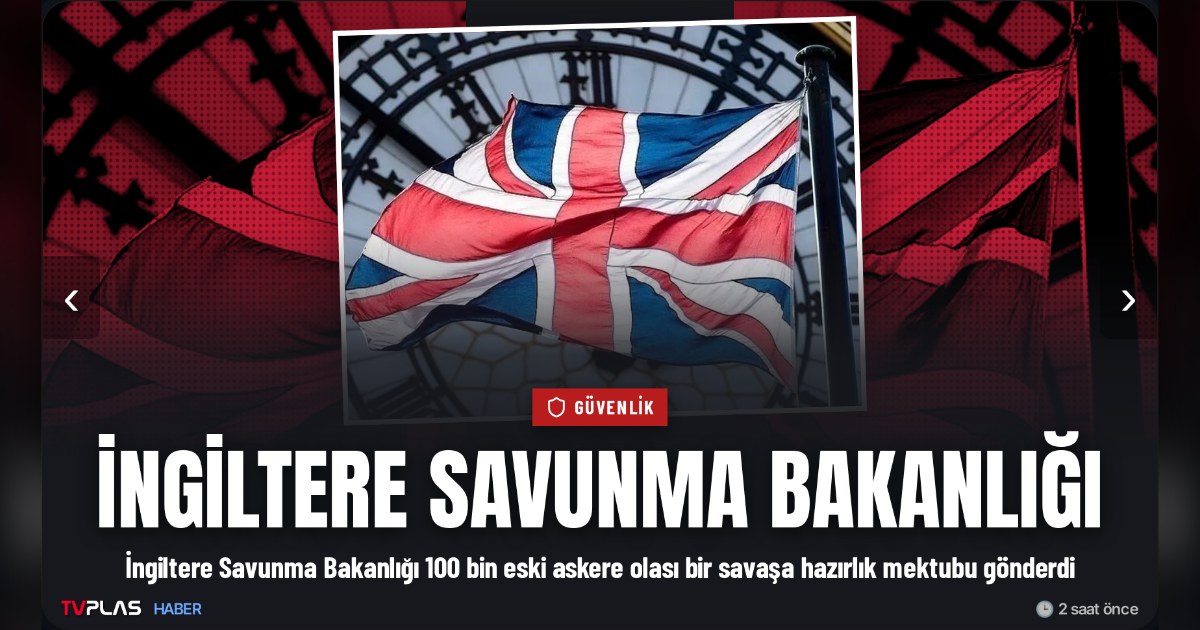 GÜVENLİK
İNGİLTERE SAVUNMA BAKANLIĞI
İngiltere Savunma Bakanlığı 100 bin eski askere olası bir savaşa hazırlık mektubu gönderdi
TVPLAS HABER
2 saat önce